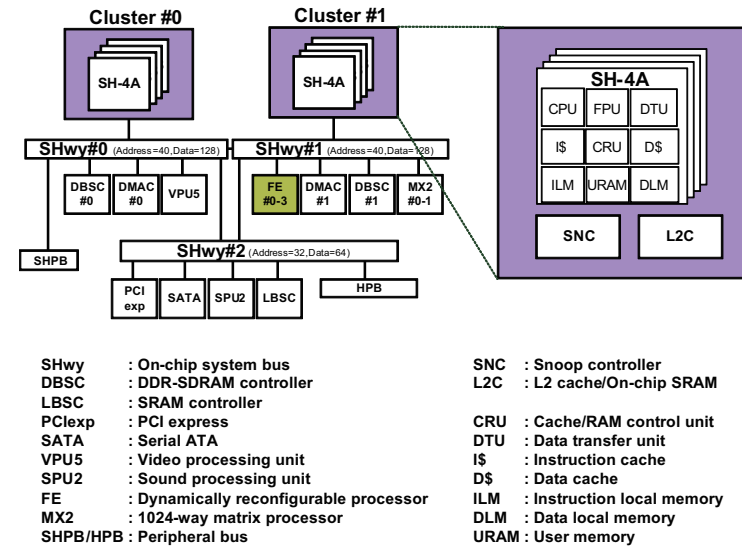 Cluster #0
Cluster #1
SH-4A
SH-4A
SH-4A
CPU FPU DTU
I$ CRU D$
ILM URAM DLM
SNC L2C
SHwy#0 (Address=40,Data=128)
SHwy#1 (Address=40,Data=128)
DBSC #0
DMAC #0
VPU5
FE #0-3
DMAC #1
DBSC #1
MX2 #0-1
SHPB
SHwy#2 (Address=32,Data=64)
PCI exp
SATA
SPU2
LBSC
HPB
SHwy : On-chip system bus
DBSC : DDR-SDRAM controller
LBSC : SRAM controller
PCIexp : PCI express
SATA : Serial ATA
VPU5 : Video processing unit
SPU2 : Sound processing unit
FE : Dynamically reconfigurable processor
MX2 : 1024-way matrix processor
SHPB/HPB : Peripheral bus
SNC : Snoop controller
L2C : L2 cache/On-chip SRAM
CRU : Cache/RAM control unit
DTU : Data transfer unit
I$ : Instruction cache
D$ : Data cache
ILM : Instruction local memory
DLM : Data local memory
URAM : User memory